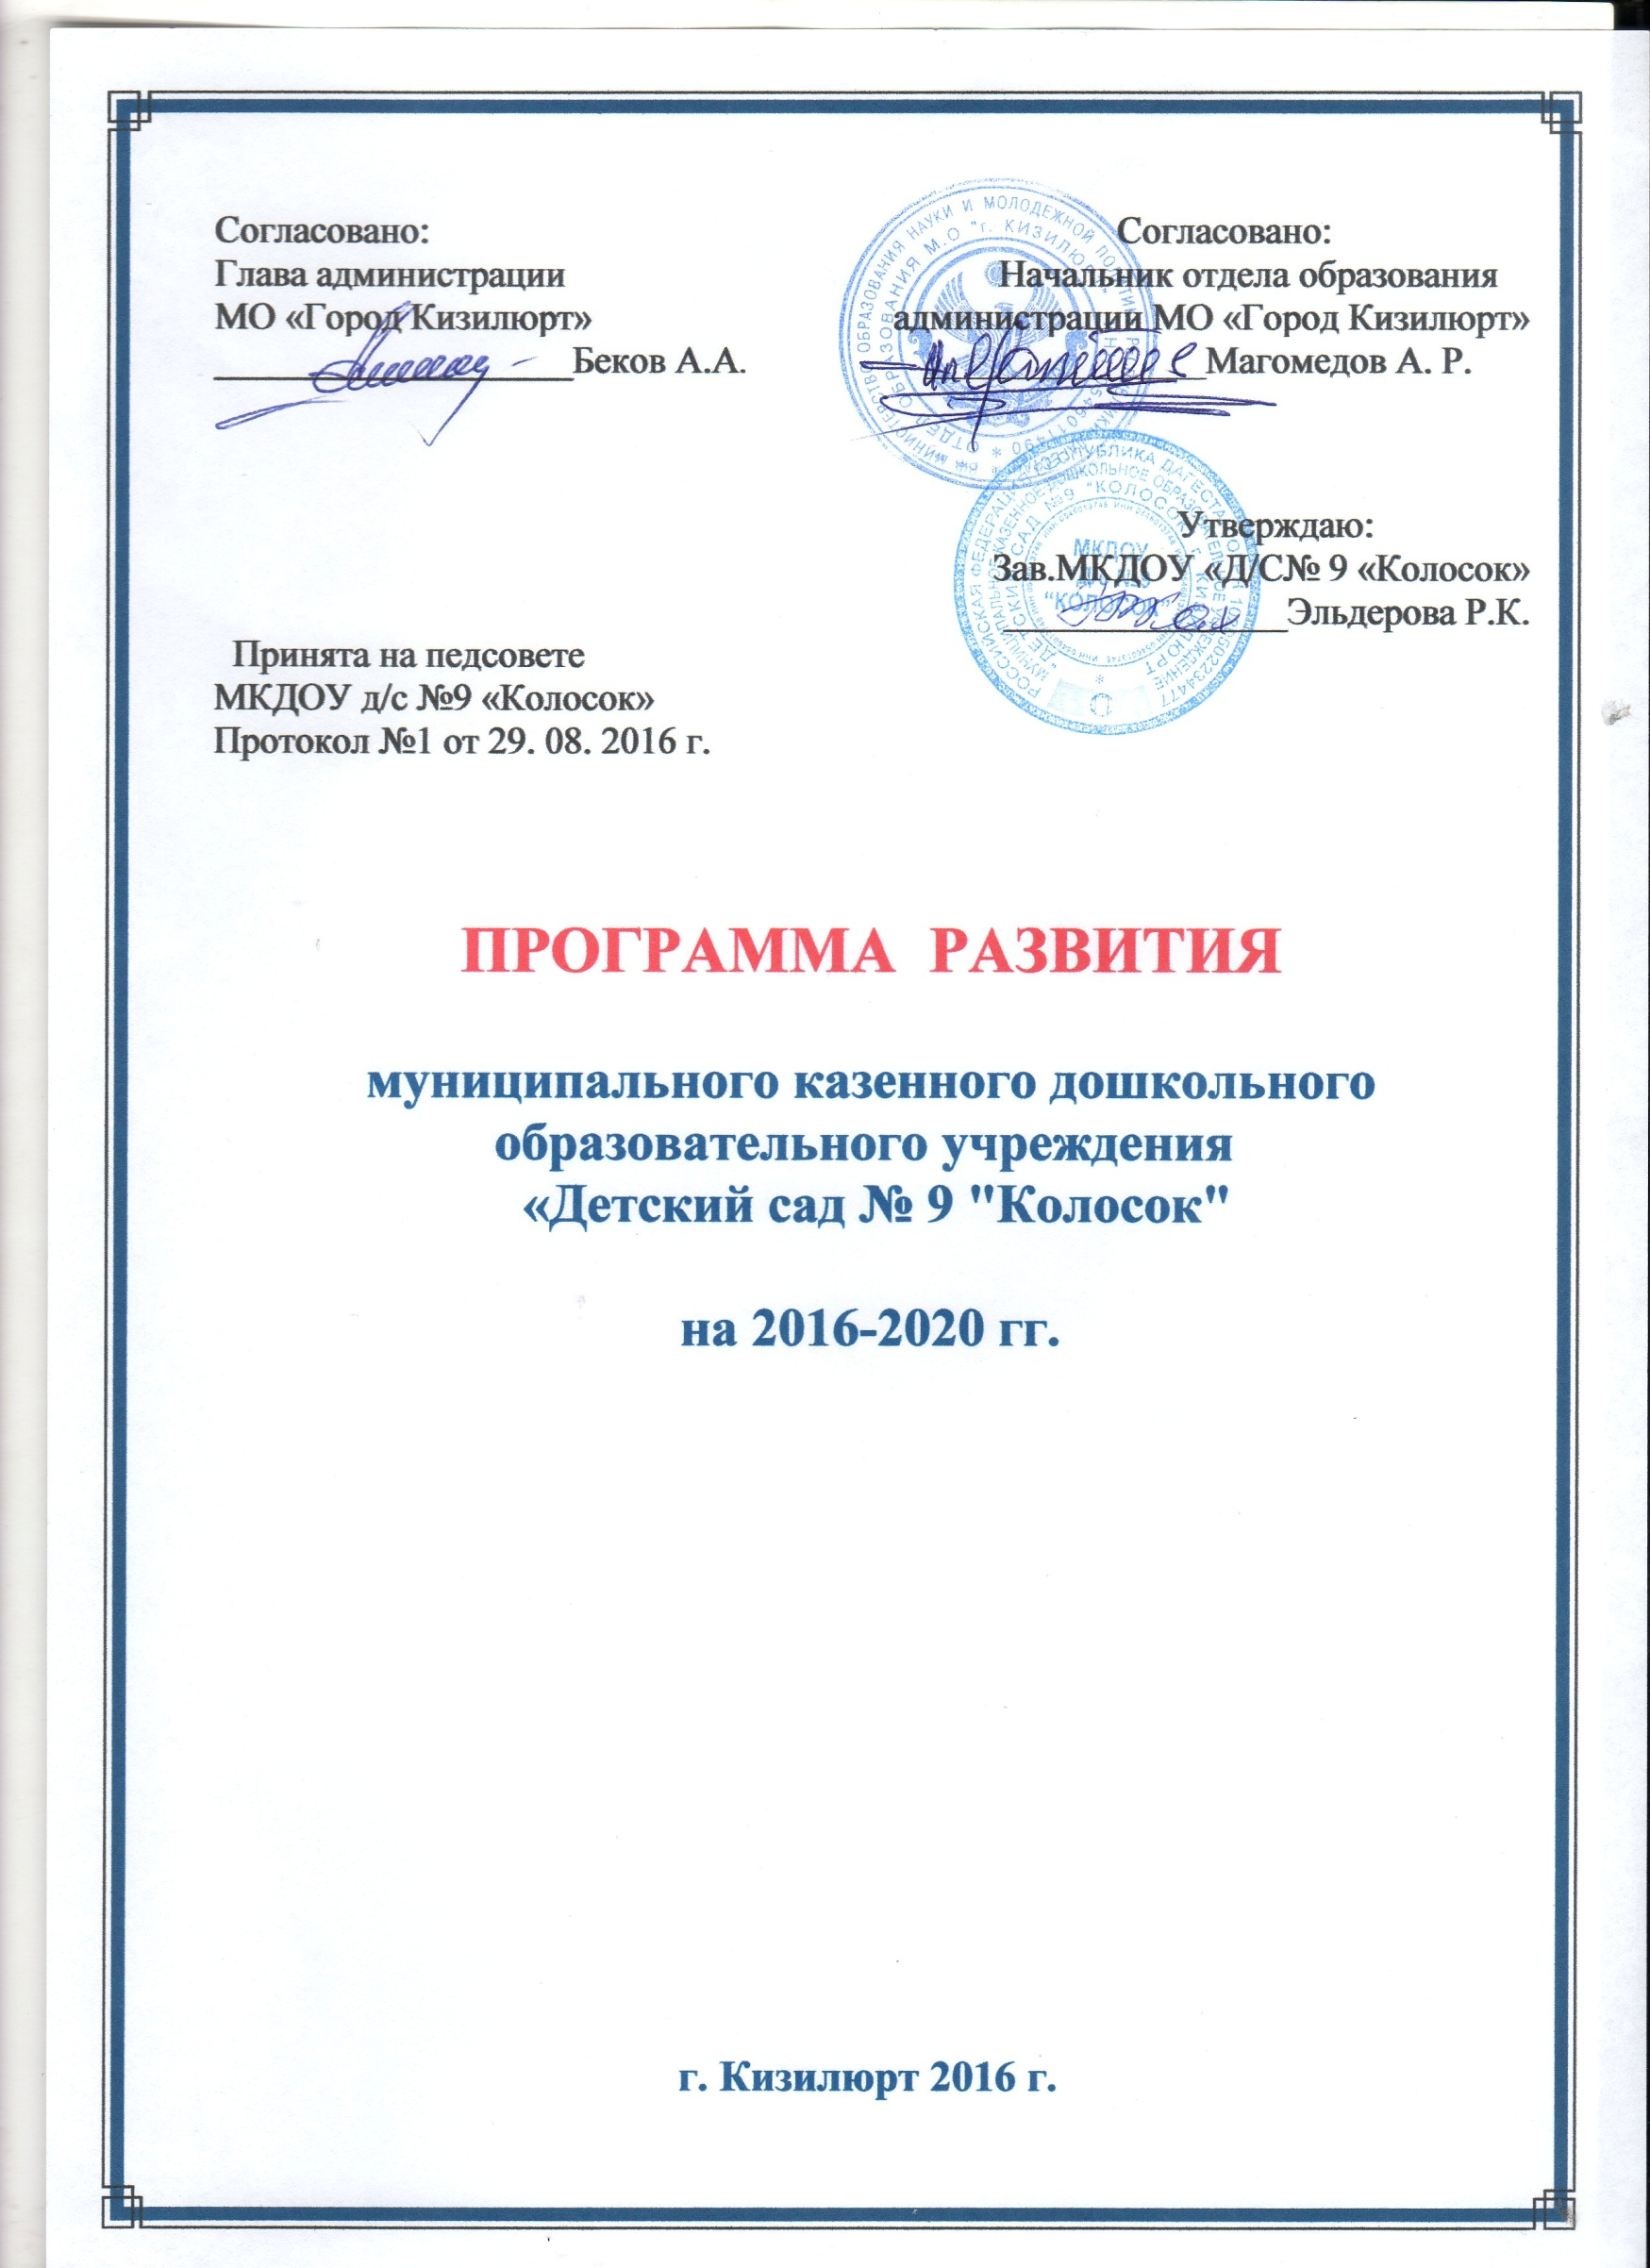 Согласовано:
Глава администрации
МО «Город Кизилюрт»
Беков А.А.
Согласовано:
Начальник отдела образования
администрации МО «Город Кизилюрт»
Магомедов А. Р.
Утверждаю:
Зав.МКДОУ «Д/С№ 9 «Колосок»
Эльдерова Р.К.
Принята на педсовете
МКДОУ д/с №9 «Колосок»
Протокол №1 от 29. 08. 2016 г.
ПРОГРАММА РАЗВИТИЯ
муниципального казенного дошкольного
образовательного учреждения
«Детский сад № 9 "Колосок"
на 2016-2020 гг.
г. Кизилюрт 2016 г.